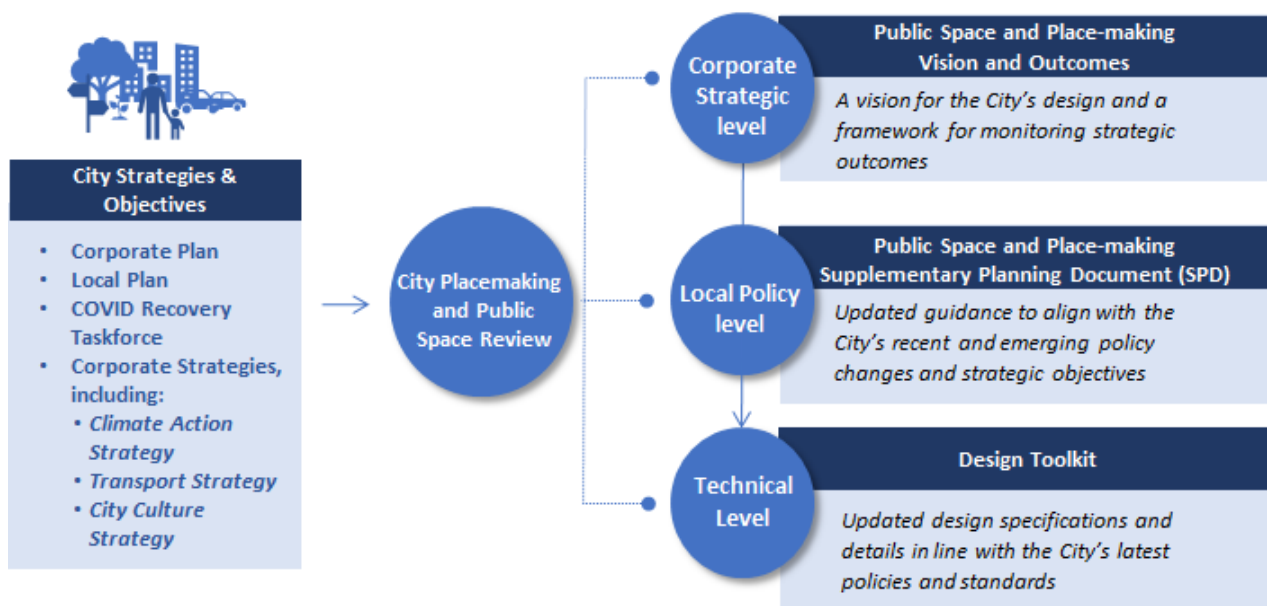 City Strategies &
Objectives
• Corporate Plan
• Local Plan
• COVID Recovery
Taskforce
• Corporate Strategies,
including:
• Climate Action
Strategy
• Transport Strategy
• City Culture
Strategy
City Placemaking
and Public
Space Review
Corporate
Strategic
level
Public Space and Place-making
Vision and Outcomes
A vision for the City's design and a
framework for monitoring strategic
outcomes
Local Policy
level
Public Space and Place-making
Supplementary Planning Document (SPD)
Updated guidance to align with the
City's recent and emerging policy
changes and strategic objectives
Technical
Level
Design Toolkit
Updated design specifications and
details in line with the City's latest
policies and standards